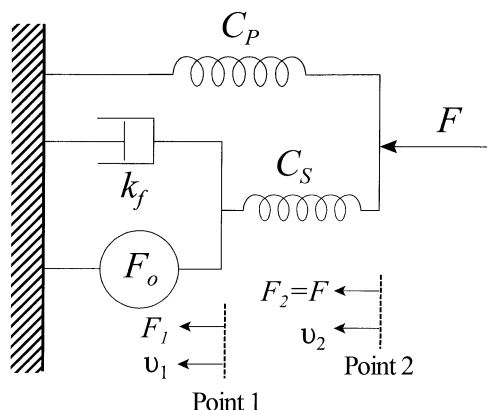 C_P
F
C_S
k_f
F_o
F_2=F
F_1
υ_2
υ_1
Point 2
Point 1